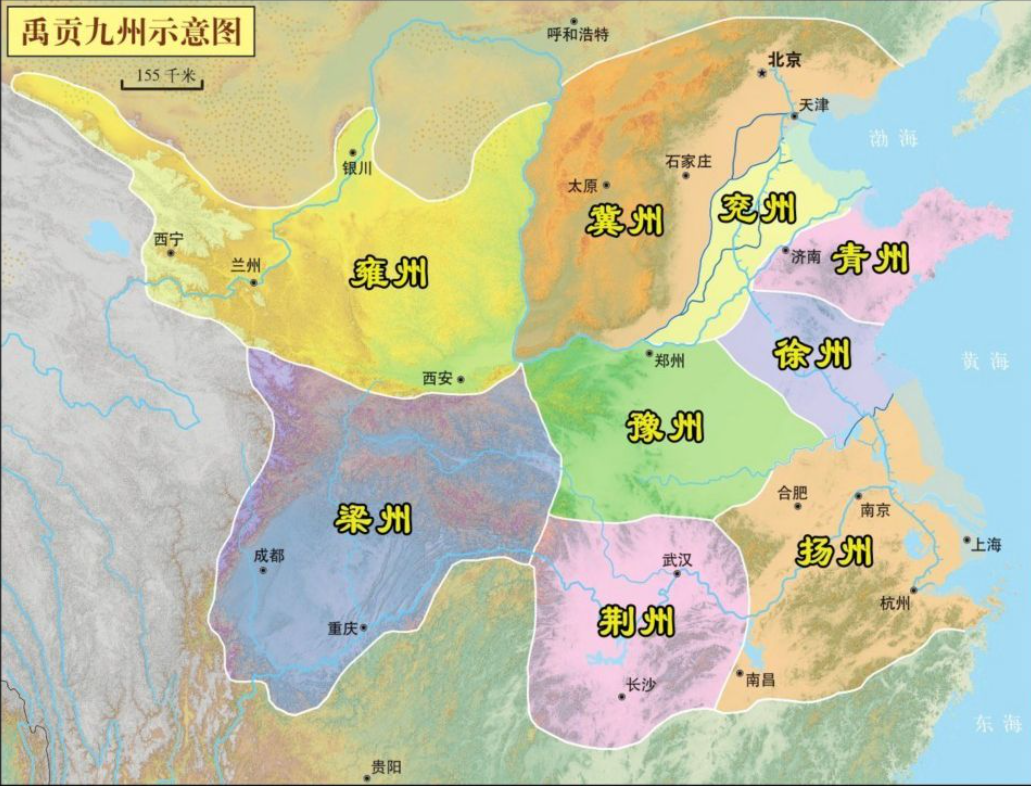 禹贡九州示意图
155 千米
呼和浩特
北京
天津
渤海
银川
石家庄
太原
冀州
兖州
西宁
兰州
雍州
济南
青州
西安
郑州
徐州
黄海
豫州
梁州
合肥
南京
成都
武汉
扬州
上海
重庆
荆州
杭州
长沙
南昌
东海
贵阳